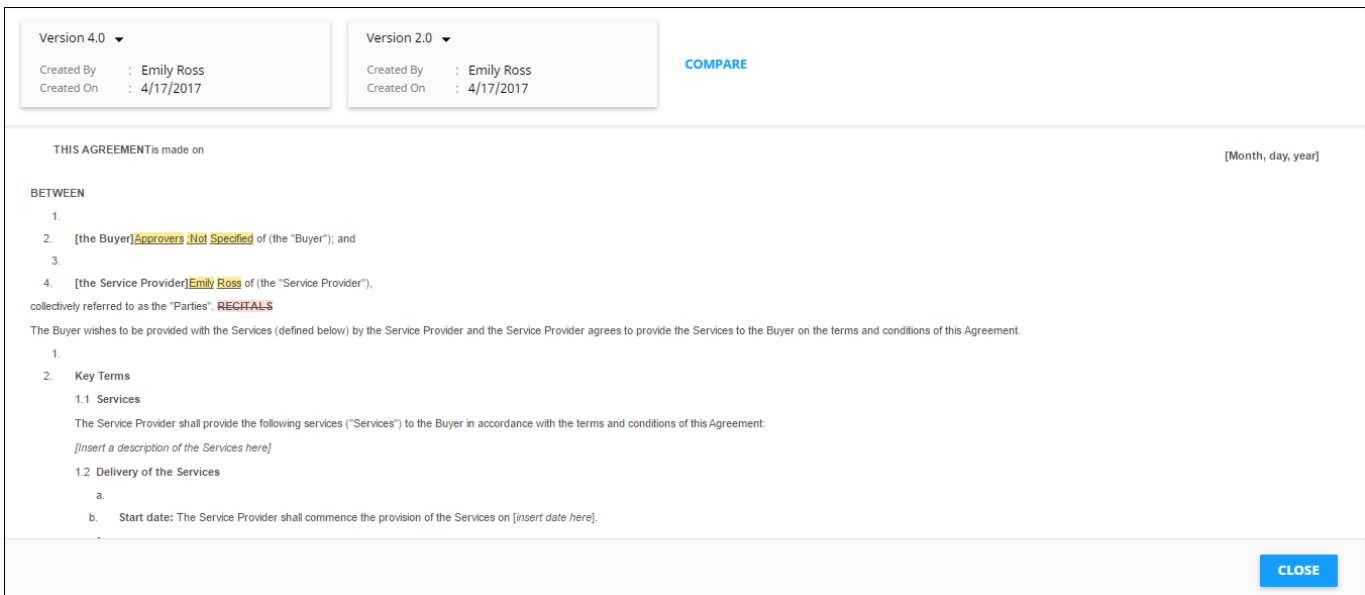 Version 4.0
Version 2.0
Created By : Emily Ross
Created By : Emily Ross
COMPARE
Created On : 4/17/2017
Created On : 4/17/2017
THIS AGREEMENTis made on
[Month, day, year]
BETWEEN
1.
2. [the Buyer]Approvers :Not Specified of (the "Buyer"); and
3.
4. [the Service Provider]Emily Ross of (the "Service Provider"),
collectively referred to as the "Parties". RECITALS
The Buyer wishes to be provided with the Services (defined below) by the Service Provider and the Service Provider agrees to provide the Services to the Buyer on the terms and conditions of this Agreement.
1.
2. Key Terms
1.1 Services
The Service Provider shall provide the following services ("Services") to the Buyer in accordance with the terms and conditions of this Agreement:
[Insert a description of the Services here]
1.2 Delivery of the Services
a.
b. Start date: The Service Provider shall commence the provision of the Services on [insert date here].
CLOSE